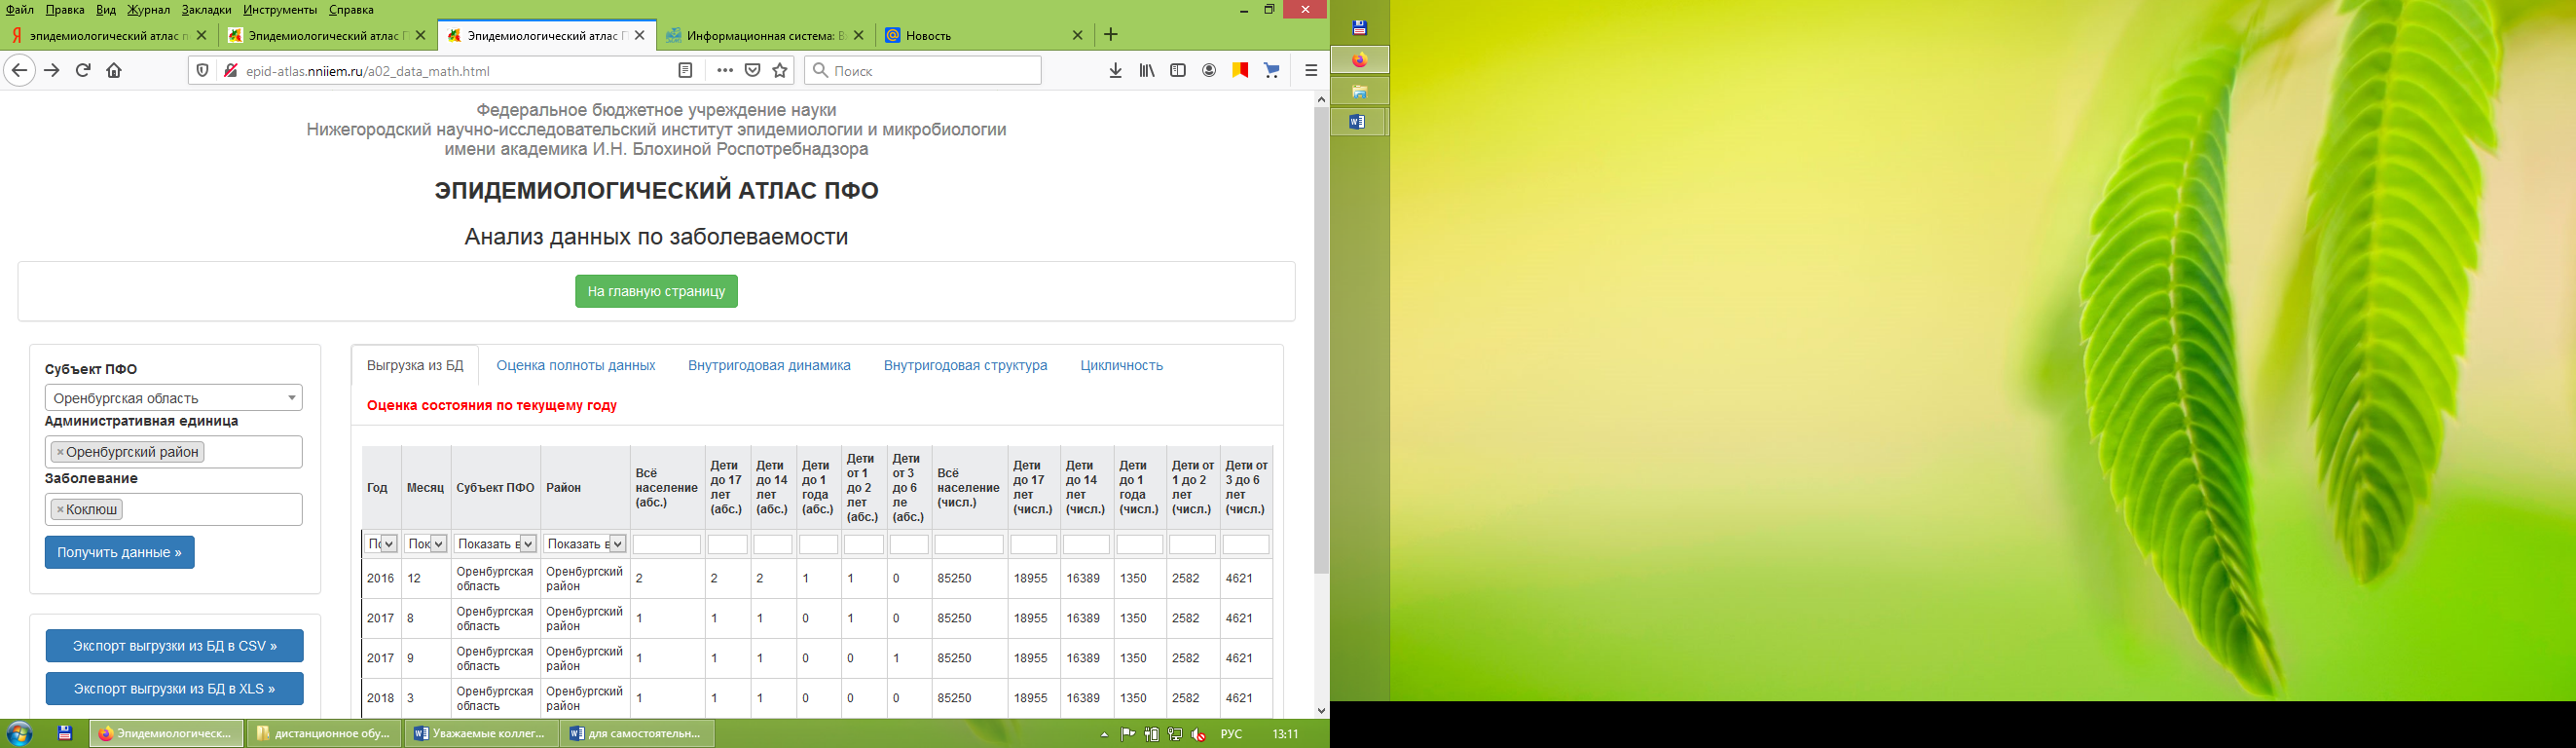 Файл Правка Вид Журнал Закладки Инструменты Справка
эпидемиологический атлас п
Эпидемиологический атлас П
Эпидемиологический атлас П
Информационная система: В
Новость
epid-atlas.nniiem.ru/a02_data_math.html
Поиск
Федеральное бюджетное учреждение науки
Нижегородский научно-исследовательский институт эпидемиологии и микробиологии
имени академика И.Н. Блохиной Роспотребнадзора
ЭПИДЕМИОЛОГИЧЕСКИЙ АТЛАС ПФО
Анализ данных по заболеваемости
На главную страницу
Субъект ПФО
Оренбургская область
Административная единица
×Оренбургский район
Заболевание
×Коклюш
Получить данные »
Экспорт выгрузки из БД в CSV »
Экспорт выгрузки из БД в XLS »
Выгрузка из БД Оценка полноты данных Внутригодовая динамика Внутригодовая структура Цикличность
Оценка состояния по текущему году
Год Месяц Субъект ПФО Район Всё население (абс.) Дети до 17 лет (абс.) Дети до 14 лет (абс.) Дети до 1 года (абс.) Дети от 1 до 2 лет (абс.) Дети от 3 до 6 ле (абс.) Всё население (числ.) Дети до 17 лет (числ.) Дети до 14 лет (числ.) Дети до 1 года (числ.) Дети от 1 до 2 лет (числ.) Дети от 3 до 6 лет (числ.)
Пс Пок Показать в Показать в
2016 12 Оренбургская область Оренбургский район 2 2 2 1 1 0 85250 18955 16389 1350 2582 4621
2017 8 Оренбургская область Оренбургский район 1 1 1 0 1 0 85250 18955 16389 1350 2582 4621
2017 9 Оренбургская область Оренбургский район 1 1 1 0 0 1 85250 18955 16389 1350 2582 4621
2018 3 Оренбургская область Оренбургский район 1 1 1 0 0 0 85250 18955 16389 1350 2582 4621
Эпидемиологическ...
дистанционное обу...
Уважаемые коллег...
для самостоятельн...
РУС
13:11